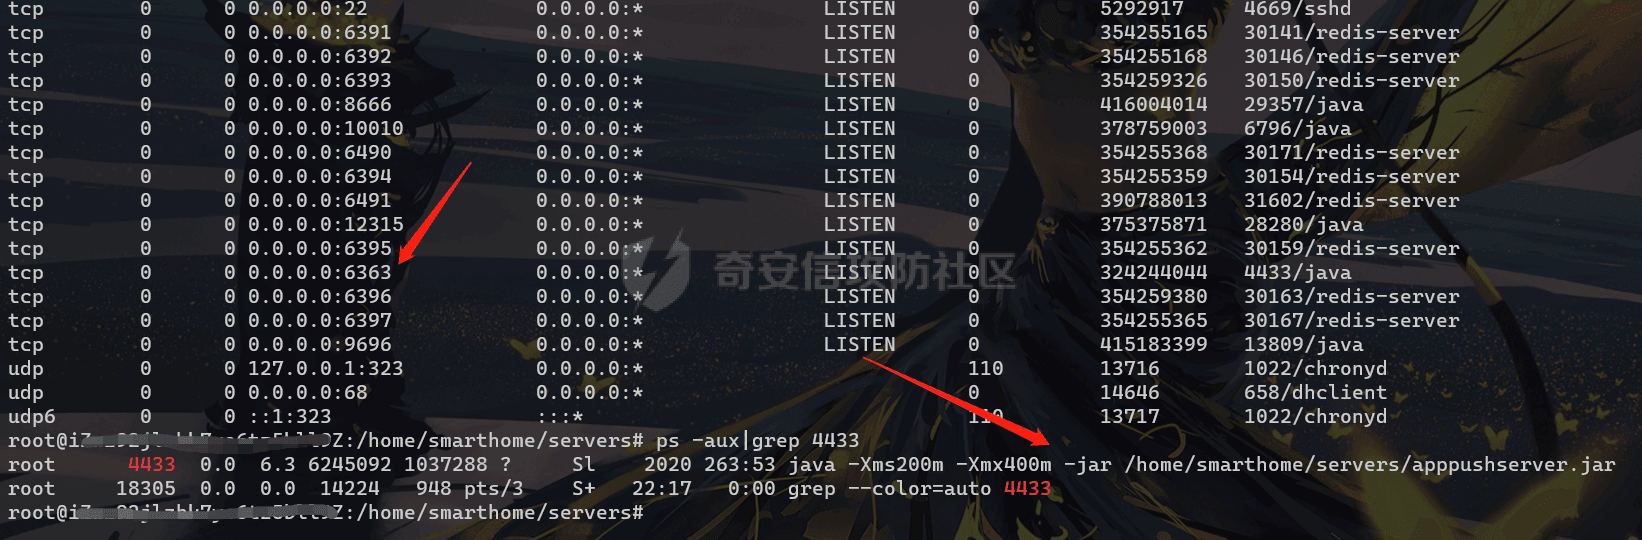 tcp 0 0 0.0.0.0:22 0.0.0.0:* LISTEN 0 5292917 4669/sshd
tcp 0 0 0.0.0.0:6391 0.0.0.0:* LISTEN 0 354255165 30141/redis-server
tcp 0 0 0.0.0.0:6392 0.0.0.0:* LISTEN 0 354255168 30146/redis-server
tcp 0 0 0.0.0.0:6393 0.0.0.0:* LISTEN 0 354259326 30150/redis-server
tcp 0 0 0.0.0.0:8666 0.0.0.0:* LISTEN 0 416004014 29357/java
tcp 0 0 0.0.0.0:10010 0.0.0.0:* LISTEN 0 378759003 6796/java
tcp 0 0 0.0.0.0:6490 0.0.0.0:* LISTEN 0 354255368 30171/redis-server
tcp 0 0 0.0.0.0:6394 0.0.0.0:* LISTEN 0 354255359 30154/redis-server
tcp 0 0 0.0.0.0:6491 0.0.0.0:* LISTEN 0 390788013 31602/redis-server
tcp 0 0 0.0.0.0:12315 0.0.0.0:* LISTEN 0 375375871 28280/java
tcp 0 0 0.0.0.0:6395 0.0.0.0:* LISTEN 0 354255362 30159/redis-server
tcp 0 0 0.0.0.0:6363 0.0.0.0:* LISTEN 0 324244044 4433/java
奇安信攻防社区
tcp 0 0 0.0.0.0:6396 0.0.0.0:* LISTEN 0 354259380 30163/redis-server
tcp 0 0 0.0.0.0:6397 0.0.0.0:* LISTEN 0 354255365 30167/redis-server
tcp 0 0 0.0.0.0:9696 0.0.0.0:* LISTEN 0 415183399 13809/java
udp 0 0 127.0.0.1:323 0.0.0.0:* 110 13716 1022/chronyd
udp 0 0 0.0.0.0:68 0.0.0.0:* 0 14646 658/dhclient
udp6 0 0 ::1:323 :::* 110 13717 1022/chronyd
:/home/smarthome/servers# ps -aux|grep 4433
root 4433 0.0 6.3 6245092 1037288 ? Sl 2020 263:53 java -Xms200m -Xmx400m -jar /home/smarthome/servers/apppushserver.jar
root 18305 0.0 0.0 14224 948 pts/3 S+ 22:17 0:00 grep --color=auto 4433
:/home/smarthome/servers#